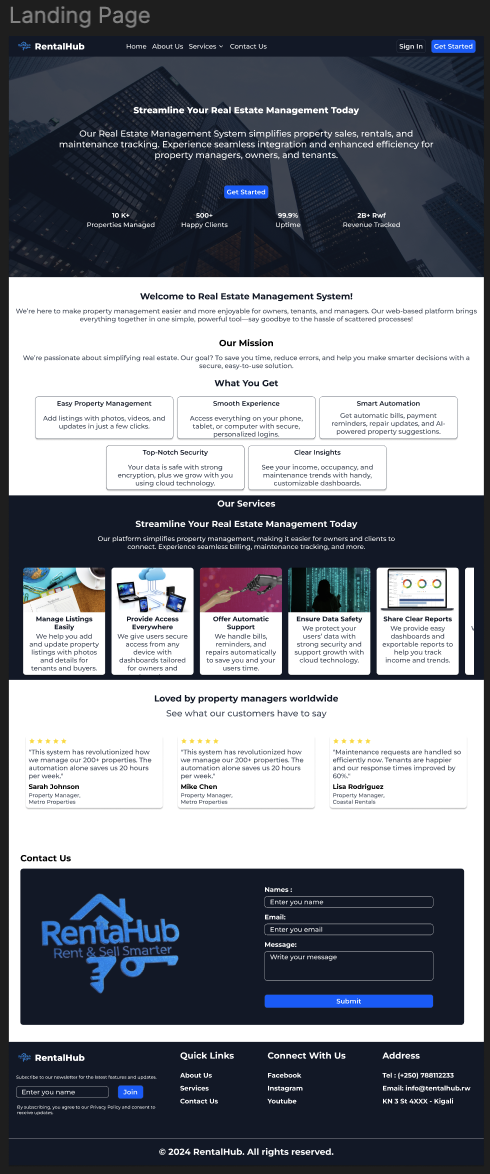 Landing Page
RentalHub
Home About Us Services Contact Us
Sign In Get Started
Streamline Your Real Estate Management Today
Our Real Estate Management System simplifies property sales, rentals, and
maintenance tracking. Experience seamless integration and enhanced efficiency for
property managers, owners, and tenants.
Get Started
10 K+ 500+ 99.9% 2B+ Rwf
Properties Managed Happy Clients Uptime Revenue Tracked
Welcome to Real Estate Management System!
We're here to make property management easier and more enjoyable for owners, tenants, and managers. Our web-based platform brings
everything together in one simple, powerful tool—say goodbye to the hassle of scattered processes!
Our Mission
We're passionate about simplifying real estate. Our goal? To save you time, reduce errors, and help you make smarter decisions with a
secure, easy-to-use solution.
What You Get
Easy Property Management
Add listings with photos, videos, and
updates in just a few clicks.
Smooth Experience
Access everything on your phone,
tablet, or computer with secure,
personalized logins.
Smart Automation
Get automatic bills, payment
reminders, repair updates, and AI-
powered property suggestions.
Top-Notch Security
Your data is safe with strong
encryption, plus we grow with you
using cloud technology.
Clear Insights
See your income, occupancy, and
maintenance trends with handy,
customizable dashboards.
Our Services
Streamline Your Real Estate Management Today
Our platform simplifies property management, making it easier for owners and clients to
connect. Experience seamless billing, maintenance tracking, and more.
Manage Listings
Easily
We help you add
and update property
listings with photos
and details for
tenants and buyers.
Provide Access
Everywhere
We give users secure
access from any
device with
dashboards tailored
for owners and
Offer Automatic
Support
We handle bills,
reminders, and
repairs automatically
to save you and your
users time.
Ensure Data Safety
We protect your
users' data with
strong security and
support growth with
cloud technology.
Share Clear Reports
We provide easy
dashboards and
exportable reports to
help you track
income and trends.
Loved by property managers worldwide
See what our customers have to say
★★★★★
"This system has revolutionized how
we manage our 200+ properties. The
automation alone saves us 20 hours
per week."
Sarah Johnson
Property Manager,
Metro Properties
★★★★★
"This system has revolutionized how
we manage our 200+ properties. The
automation alone saves us 20 hours
per week."
Mike Chen
Property Manager,
Metro Properties
★★★★★
"Maintenance requests are handled so
efficiently now. Tenants are happier
and our response times improved by
60%."
Lisa Rodriguez
Property Manager,
Coastal Rentals
Contact Us
RentaHub
Rent & Sell Smarter
Names :
Enter you name
Email:
Enter you email
Message:
Write your message
Submit
RentalHub
Subscribe to our newsletter for the latest features and updates.
Enter you name Join
By subscribing, you agree to our Privacy Policy and consent to
receive updates.
Quick Links
About Us
Services
Contact Us
Connect With Us
Facebook
Instagram
Youtube
Address
Tel : (+250) 788112233
Email: info@tentalhub.rw
KN 3 St 4XXX - Kigali
© 2024 RentalHub. All rights reserved.